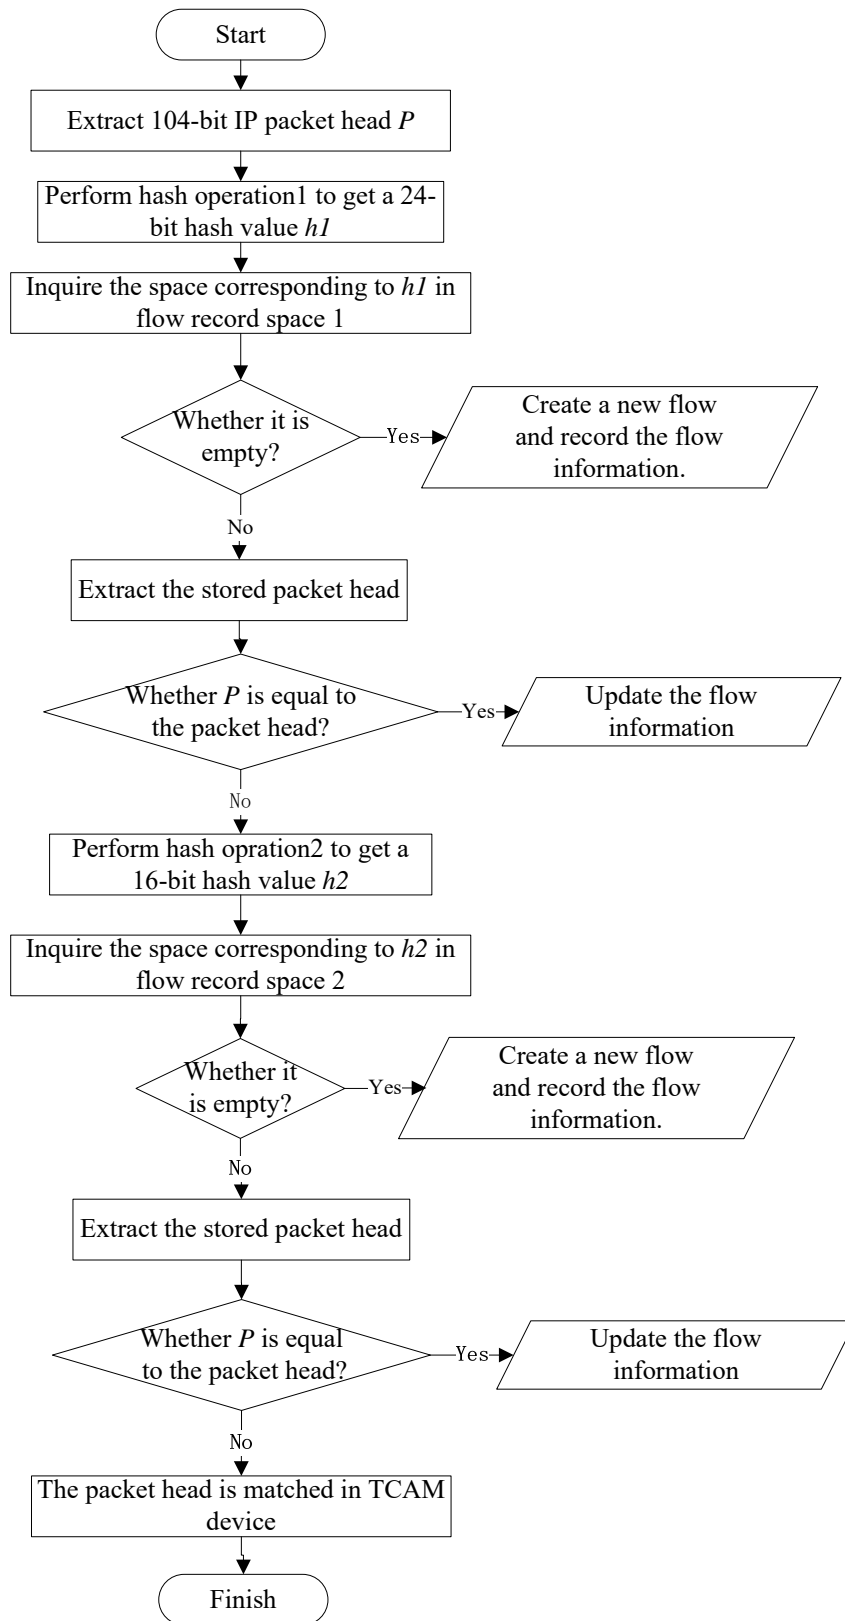 Start
Extract 104-bit IP packet head P
Perform hash operation1 to get a 24-
bit hash value h1
Inquire the space corresponding to h1 in
flow record space 1
Whether it is
empty?
Yes
Create a new flow
and record the flow
information.
No
Extract the stored packet head
Whether P is equal to
the packet head?
Yes
Update the flow
information
No
Perform hash opration2 to get a
16-bit hash value h2
Inquire the space corresponding to h2 in
flow record space 2
Whether it
is empty?
Yes
Create a new flow
and record the flow
information.
No
Extract the stored packet head
Whether P is equal
to the packet head?
Yes
Update the flow
information
No
The packet head is matched in TCAM
device
Finish